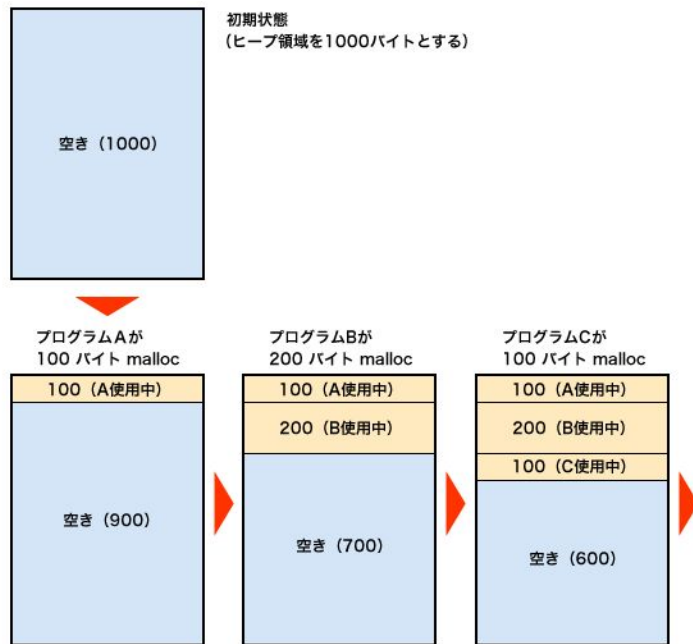 初期状態
（ヒープ領域を1000バイトとする）
空き（1000）
プログラムAが
100 バイト malloc
100（A使用中）
空き（900）
プログラムBが
200 バイト malloc
100（A使用中）
200（B使用中）
空き（700）
プログラムCが
100 バイト malloc
100（A使用中）
200（B使用中）
100（C使用中）
空き（600）